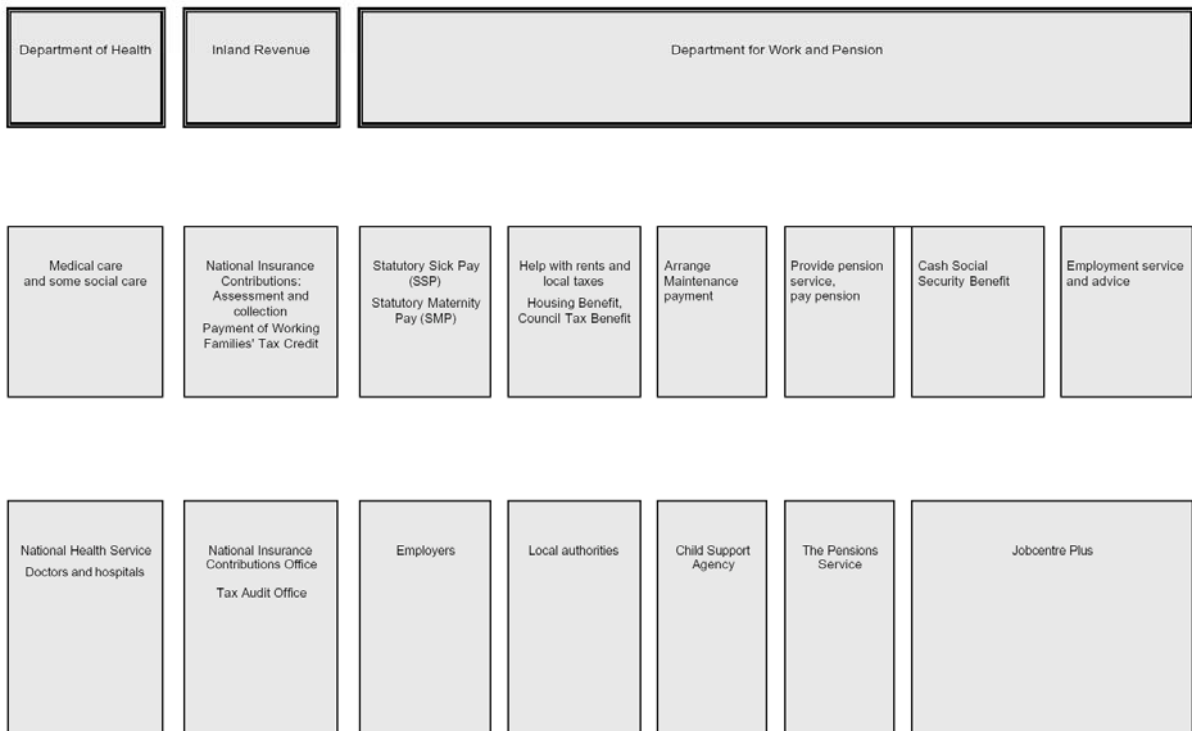 Department of Health
Inland Revenue
Department for Work and Pension
Medical care
and some social care
National Insurance
Contributions:
Assessment and
collection
Payment of Working
Families' Tax Credit
Statutory Sick Pay
(SSP)
Statutory Maternity
Pay (SMP)
Help with rents and
local taxes
Housing Benefit,
Council Tax Benefit
Arrange
Maintenance
payment
Provide pension
service,
pay pension
Cash Social
Security Benefit
Employment service
and advice
National Health Service
Doctors and hospitals
National Insurance
Contributions Office
Tax Audit Office
Employers
Local authorities
Child Support
Agency
The Pensions
Service
Jobcentre Plus